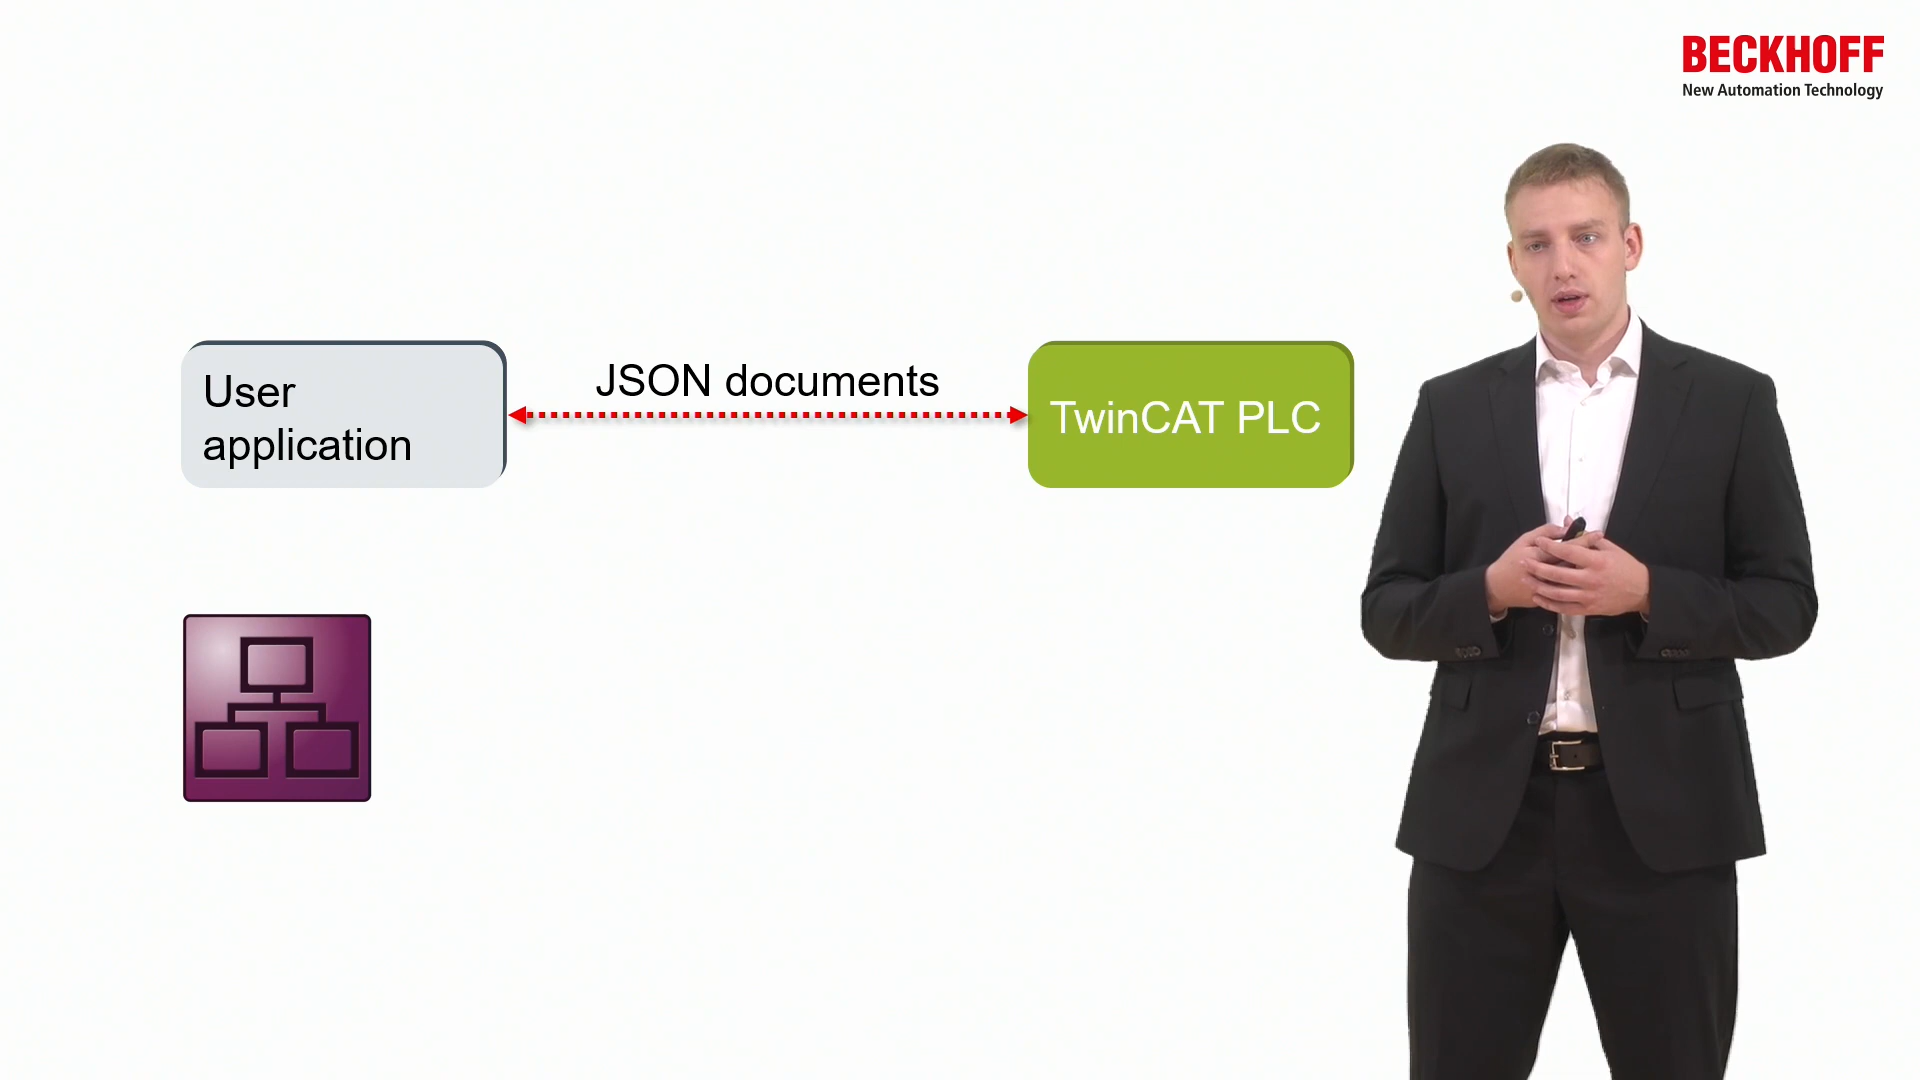 BECKHOFF
New Automation Technology
User
application
JSON documents
TwinCAT PLC